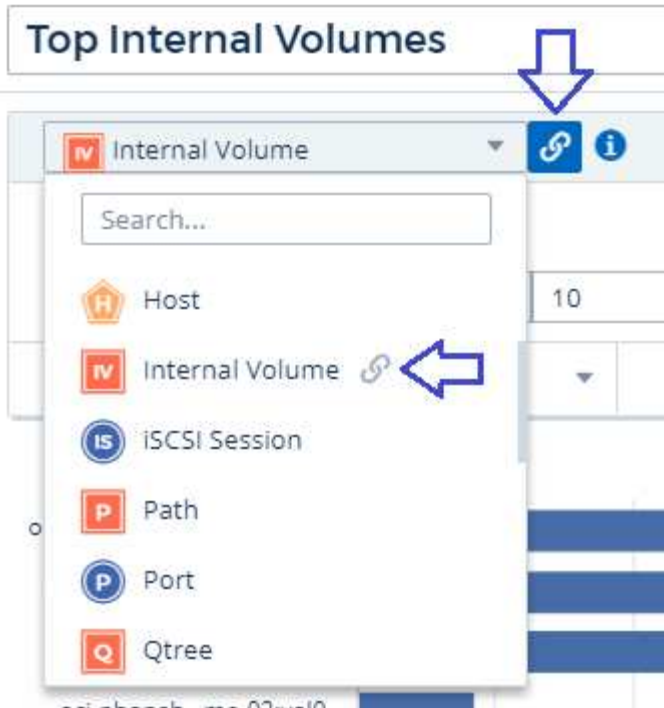 Top Internal Volumes
IV Internal Volume i
Search...
H Host
10
IV Internal Volume
IS iSCSI Session
P Path
P Port
Q Qtree